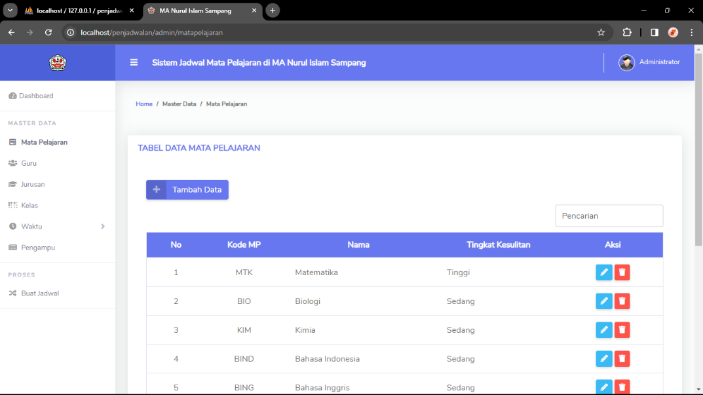 localhost / 127.0.0.1 / penjadw
MA Nurul Islam Sampang
localhost/penjadwalan/admin/matapelajaran
Sistem Jadwal Mata Pelajaran di MA Nurul Islam Sampang
Administrator
Dashboard
MASTER DATA
Mata Pelajaran
Guru
Jurusan
Kelas
Waktu
Pengampu
PROSES
Buat Jadwal
Home / Master Data / Mata Pelajaran
TABEL DATA MATA PELAJARAN
Tambah Data
Pencarian
No Kode MP Nama Tingkat Kesulitan Aksi
1 MTK Matematika Tinggi
2 BIO Biologi Sedang
3 KIM Kimia Sedang
4 BIND Bahasa Indonesia Sedang
5 BING Bahasa Inggris Sedang